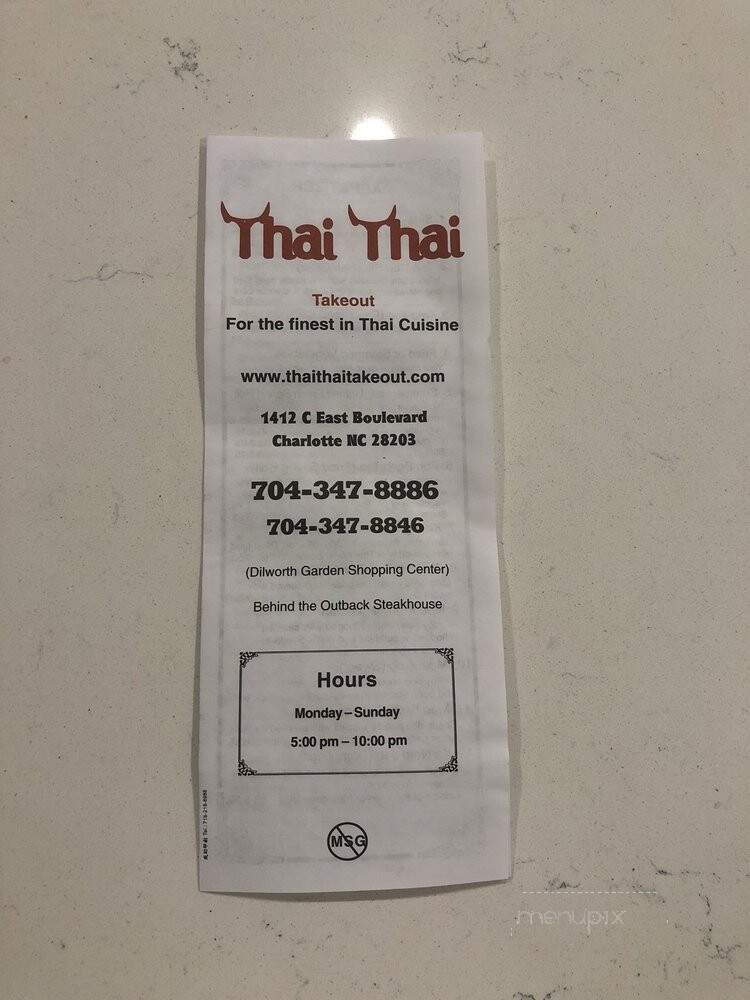 Thai Thai
Takeout
For the finest in Thai Cuisine
www.thaithaitakeout.com
1412 C East Boulevard
Charlotte NC 28203
704-347-8886
704-347-8846
(Dilworth Garden Shopping Center)
Behind the Outback Steakhouse
Hours
Monday – Sunday
5:00 pm – 10:00 pm
MSG
menupix